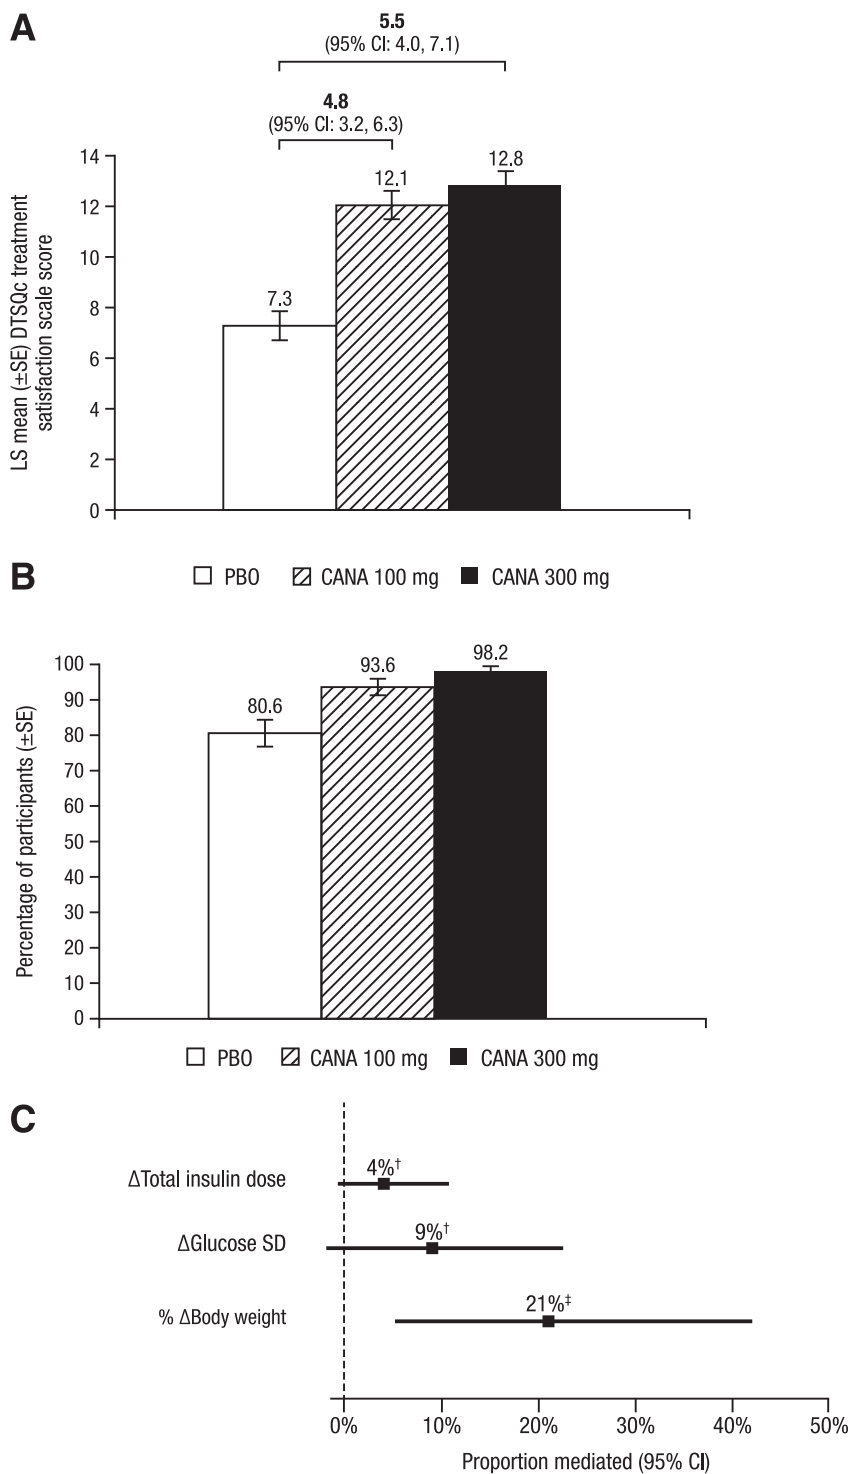 A
5.5
(95% CI: 4.0, 7.1)
4.8
(95% CI: 3.2, 6.3)
LS mean (±SE) DTSQc treatment
satisfaction scale score
14
12
10
8
6
4
2
0
7.3
12.1
12.8
PBO CANA 100 mg CANA 300 mg
B
Percentage of participants (±SE)
100
90
80
70
60
50
40
30
20
10
0
80.6
93.6
98.2
PBO CANA 100 mg CANA 300 mg
C
ΔTotal insulin dose
4%†
ΔGlucose SD
9%†
% ΔBody weight
21%‡
0% 10% 20% 30% 40% 50%
Proportion mediated (95% CI)